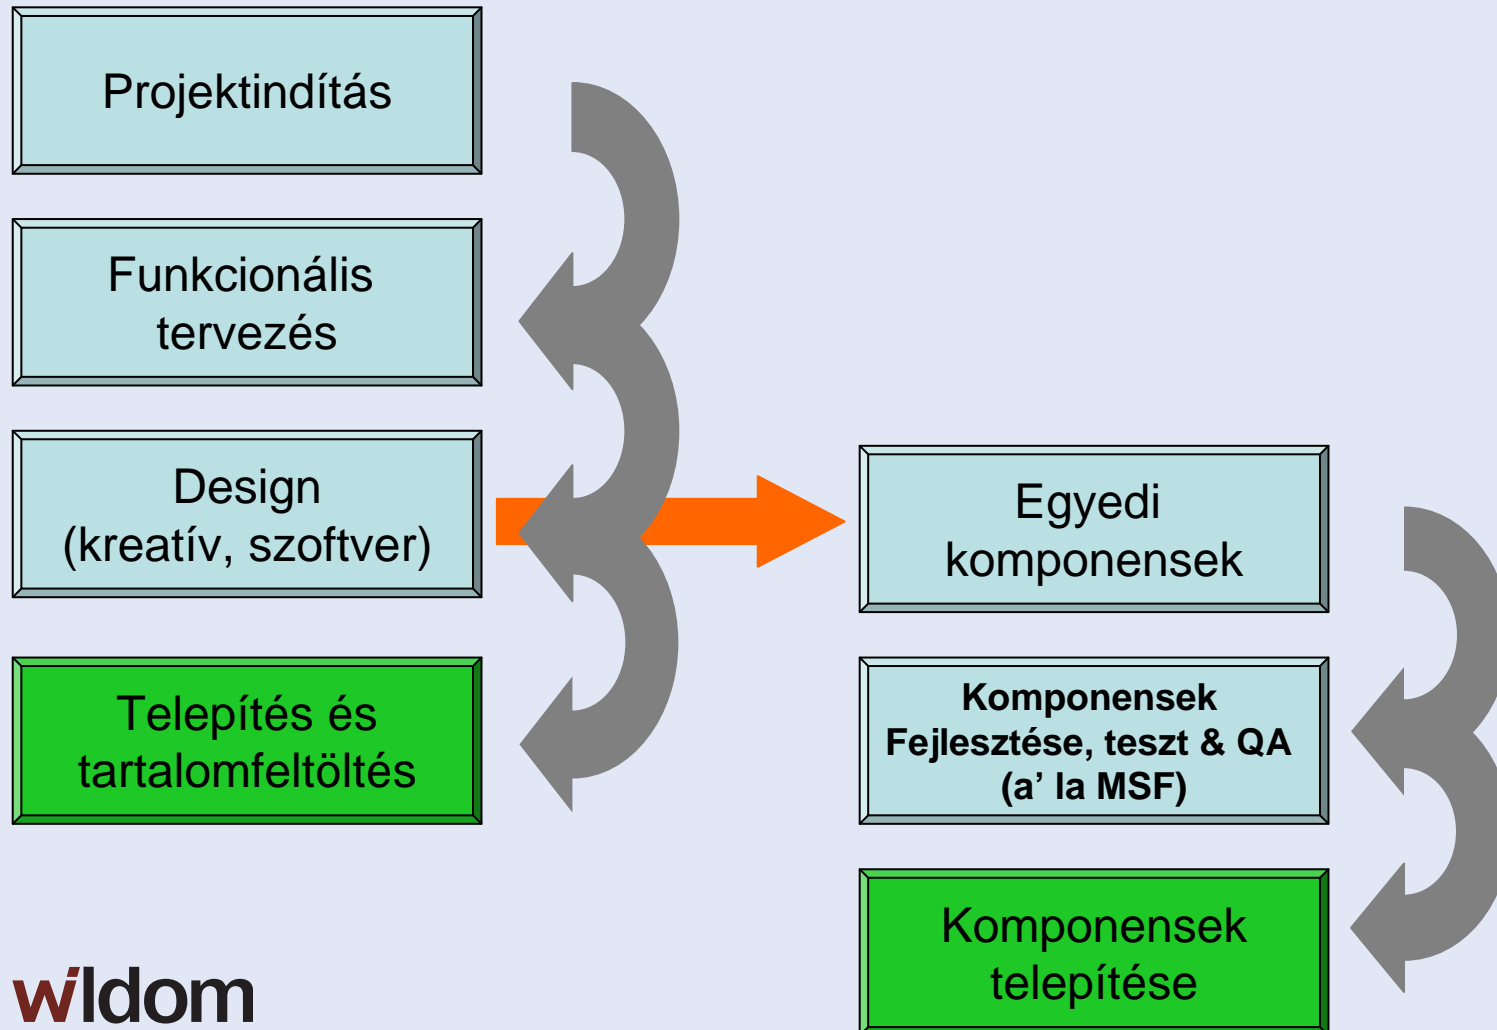 Projektindítás
Funkcionális
tervezés
Design
(kreatív, szoftver)
Telepítés és
tartalomfeltöltés
Egyedi
komponensek
Komponensek
Fejlesztése, teszt & QA
(a’ la MSF)
Komponensek
telepítése
wildom